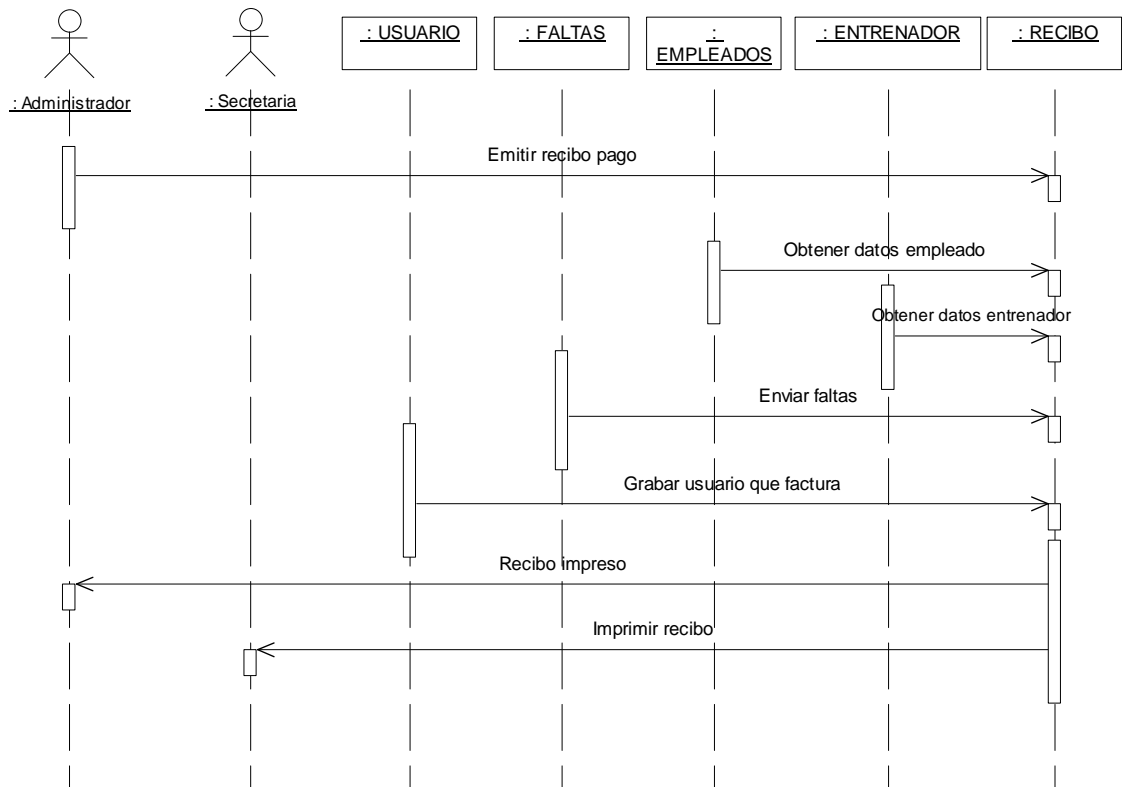 : Administrador
: Secretaria
: USUARIO
: FALTAS
:
EMPLEADOS
: ENTRENADOR
: RECIBO
Emitir recibo pago
Obtener datos empleado
Obtener datos entrenador
Enviar faltas
Grabar usuario que factura
Recibo impreso
Imprimir recibo